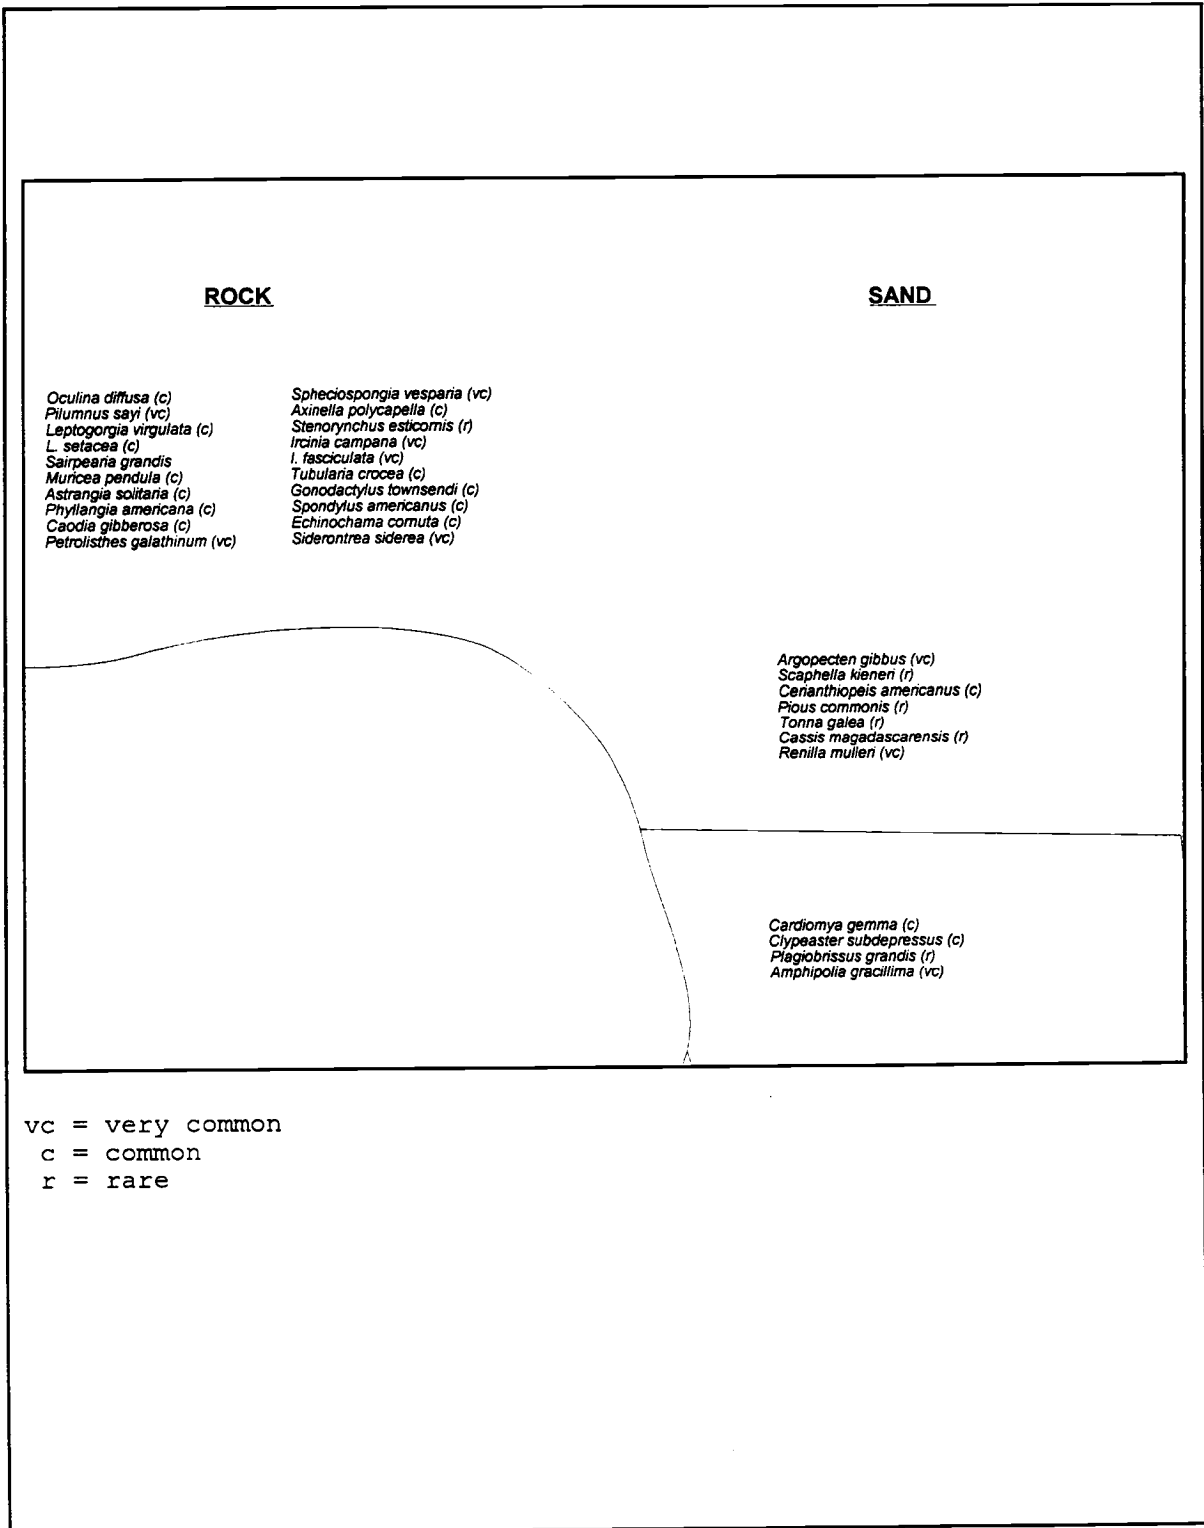 ROCK
SAND
Oculina diffusa (c)
Pilumnus sayi (vc)
Leptogorgia virgulata (c)
L. setacea (c)
Sairpearia grandis
Muricea pendula (c)
Astrangia solitaria (c)
Phyllangia americana (c)
Caodia gibberosa (c)
Petrolisthes galathinum (vc)
Spheciospongia vesparia (vc)
Axinella polycapella (c)
Stenorynchus esticornis (r)
Ircinia campana (vc)
I. fasciculata (vc)
Tubularia crocea (c)
Gonodactylus townsendi (c)
Spondylus americanus (c)
Echinochama cornuta (c)
Siderontrea siderea (vc)
Argopecten gibbus (vc)
Scaphella kieneri (r)
Cerianthiopeis americanus (c)
Pious commonis (r)
Tonna galea (r)
Cassis magadascarensis (r)
Renilla mulleri (vc)
Cardiomya gemma (c)
Clypeaster subdepressus (c)
Plagiobrissus grandis (r)
Amphipolia gracillima (vc)
vc = very common
c = common
r = rare